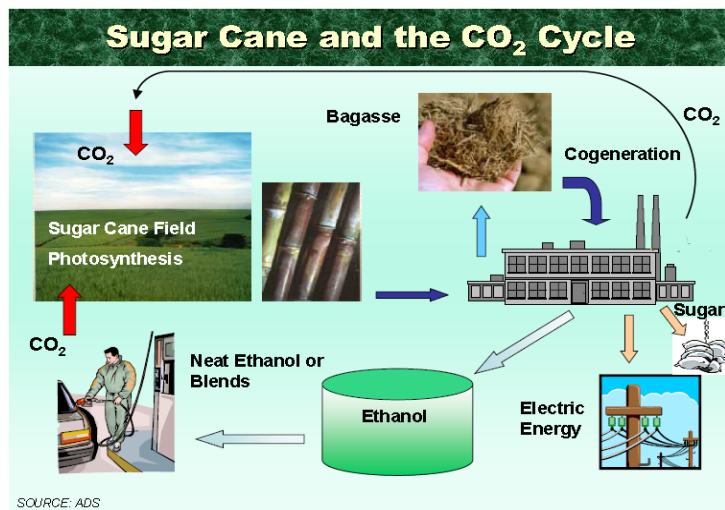 Sugar Cane and the CO₂ Cycle
CO₂
Bagasse
CO₂
Cogeneration
Sugar Cane Field
Photosynthesis
Sugar
CO₂
Neat Ethanol or
Blends
Ethanol
Electric
Energy
SOURCE: ADS